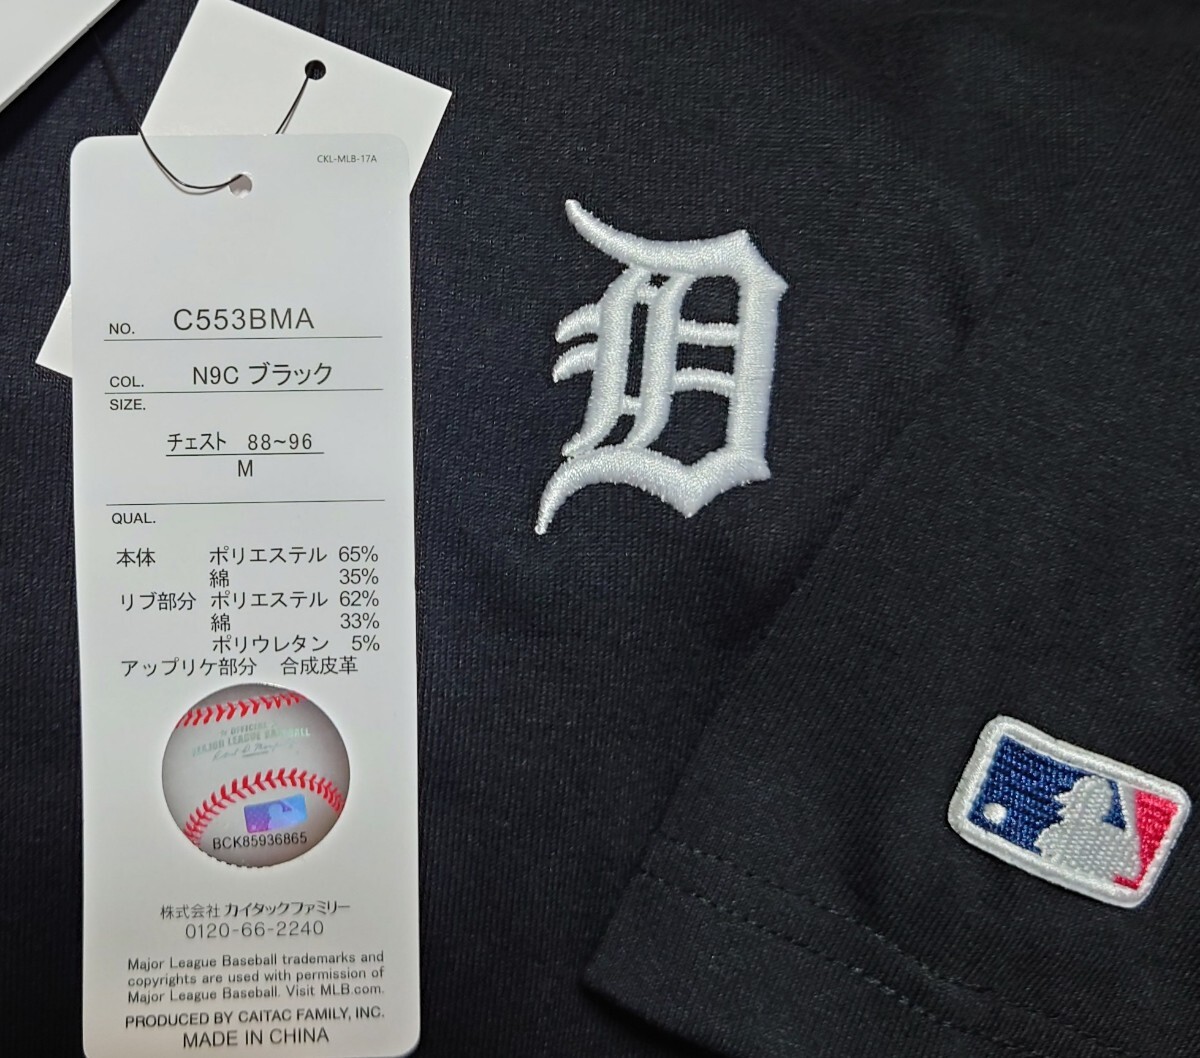 CKL-MLB-17A
NO. C553BMA
COL. N9C ブラック
SIZE.
チェスト 88~96
M
QUAL.
本体 ポリエステル 65%
綿 35%
リブ部分 ポリエステル 62%
綿 33%
ポリウレタン 5%
アップリケ部分 合成皮革
OFFICIAL
MAJOR LEAGUE BASEBALL
BCK85936865
株式会社 カイタックファミリー
0120-66-2240
Major League Baseball trademarks and
copyrights are used with permission of
Major League Baseball. Visit MLB.com.
PRODUCED BY CAITAC FAMILY, INC.
MADE IN CHINA
D